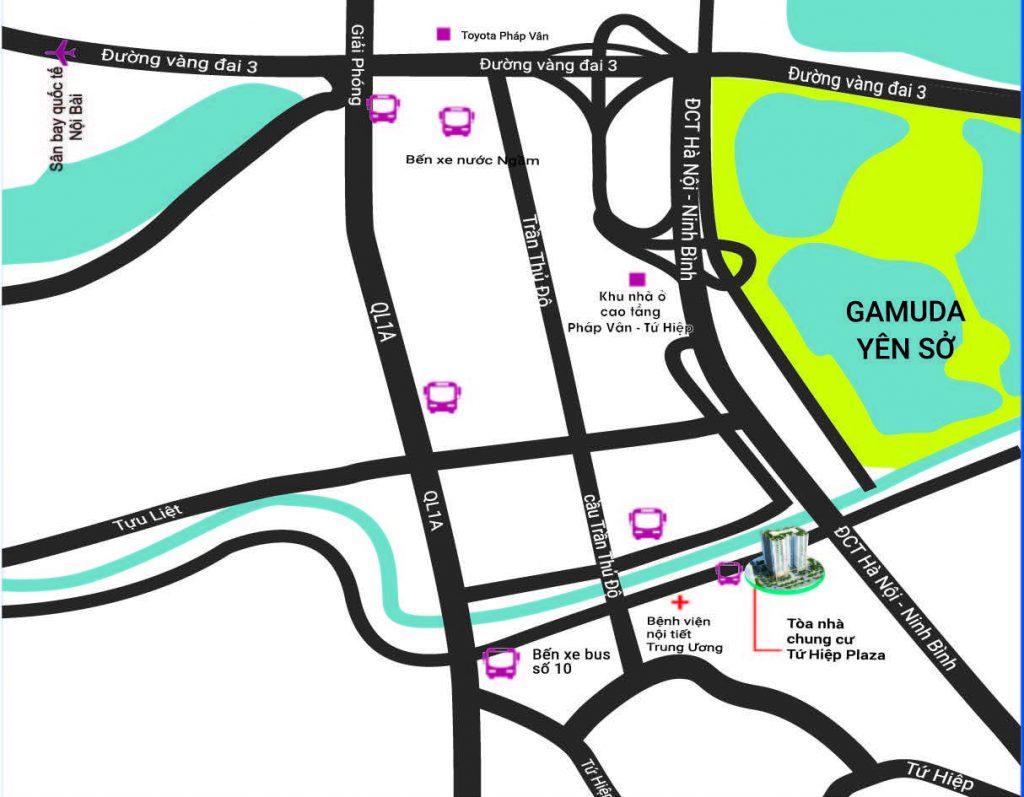 Toyota Pháp Vân
Giải Phóng
Đường vàng đai 3
Đường vàng đai 3
Đường vàng đai 3
Sân bay quốc tế
Nội Bài
ĐCT Hà Nội - Ninh Bình
Bến xe nước Ngầm
Trần Thủ Đô
Khu nhà ở
cao tầng
Pháp Vân - Tứ Hiệp
GAMUDA
YÊN SỞ
QL1A
QL1A
Tựu Liệt
cầu Trần Thủ Đô
ĐCT Hà Nội - Ninh Bình
Bệnh viện
nội tiết
Trung Ương
Tòa nhà
chung cư
Tứ Hiệp Plaza
Bến xe bus
số 10
Tứ Hiệp
Tứ Hiệp